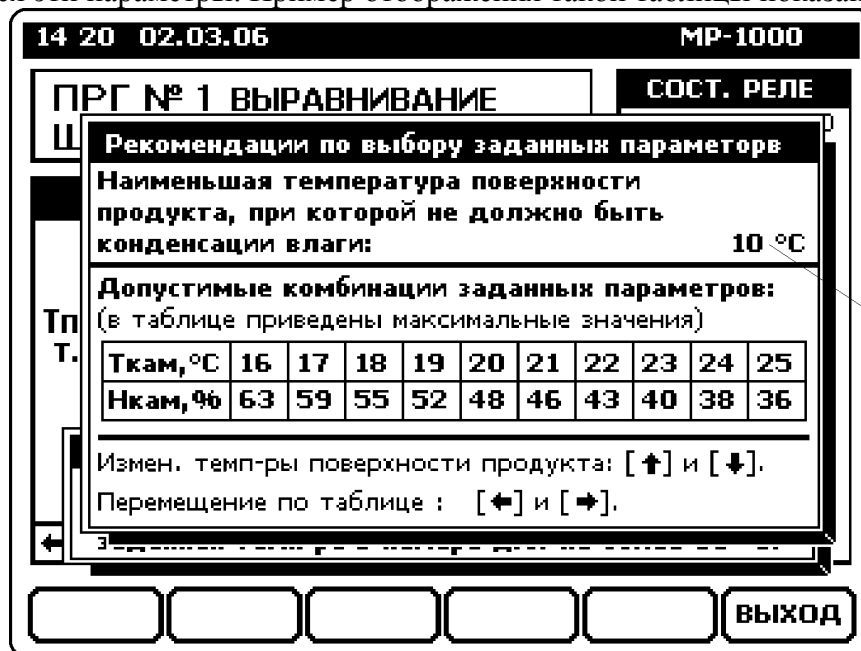 14 20 02.03.06 МР-1000
ПРГ № 1 ВЫРАВНИВАНИЕ
СОСТ. РЕЛЕ
Рекомендации по выбору заданных параметорв
Наименьшая температура поверхности
продукта, при которой не должно быть
конденсации влаги: 10 °C
Допустимые комбинации заданных параметров:
(в таблице приведены максимальные значения)
Тп
т.
Ткам,°C 16 17 18 19 20 21 22 23 24 25
Нкам,% 63 59 55 52 48 46 43 40 38 36
Измен. темп-ры поверхности продукта: [↑] и [↓].
Перемещение по таблице : [←] и [→].
ВЫХОД